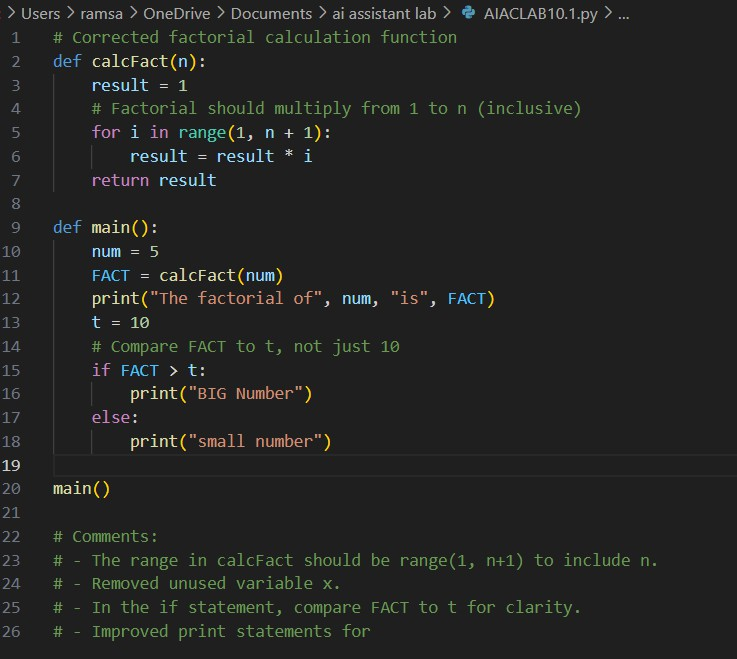 Users > ramsa > OneDrive > Documents > ai assistant lab > AIACLAB10.1.py > ...
1 # Corrected factorial calculation function
2 def calcFact(n):
3     result = 1
4     # Factorial should multiply from 1 to n (inclusive)
5     for i in range(1, n + 1):
6         result = result * i
7     return result
8
9 def main():
10     num = 5
11     FACT = calcFact(num)
12     print("The factorial of", num, "is", FACT)
13     t = 10
14     # Compare FACT to t, not just 10
15     if FACT > t:
16         print("BIG Number")
17     else:
18         print("small number")
19
20 main()
21
22 # Comments:
23 # - The range in calcFact should be range(1, n+1) to include n.
24 # - Removed unused variable x.
25 # - In the if statement, compare FACT to t for clarity.
26 # - Improved print statements for